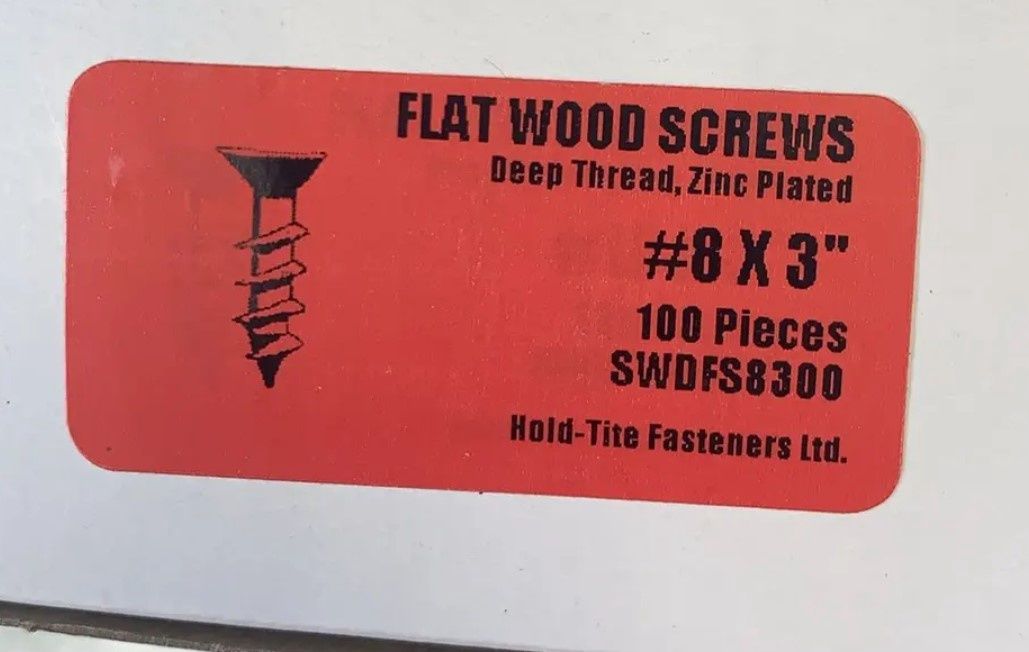 FLAT WOOD SCREWS
Deep Thread, Zinc Plated
#8 X 3"
100 Pieces
SWDFS8300
Hold-Tite Fasteners Ltd.